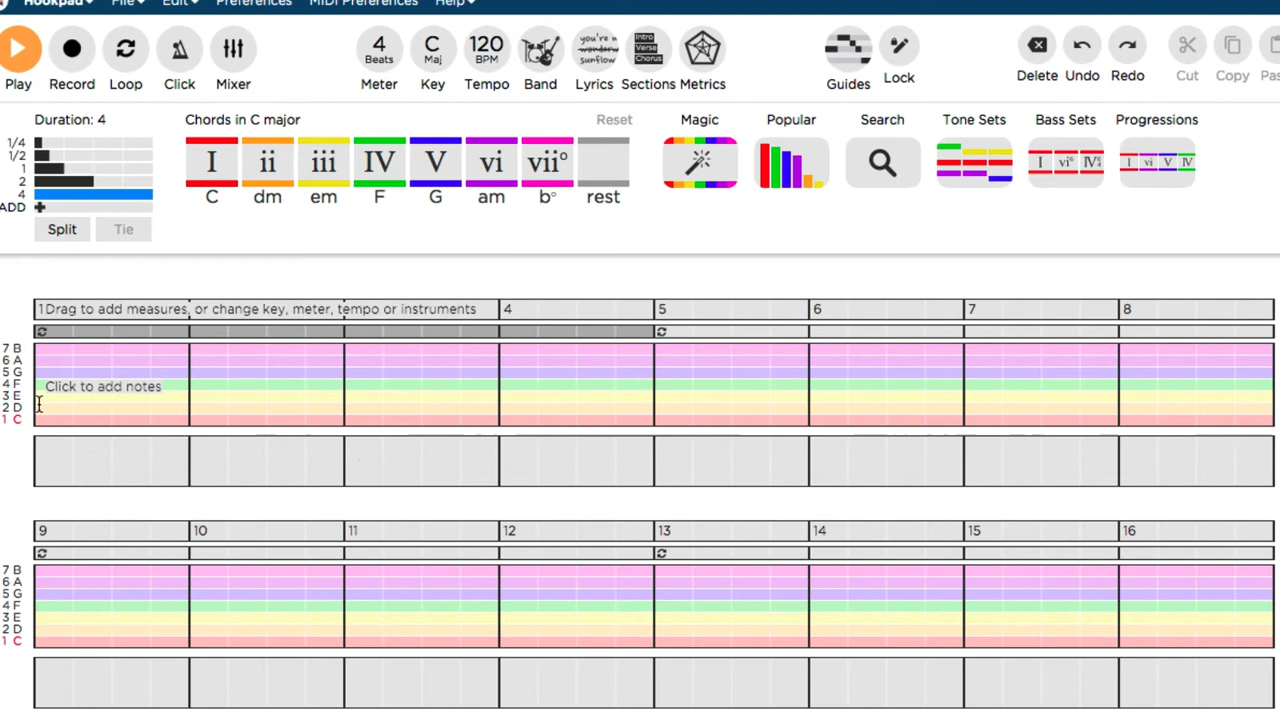 Hookpad File Edit Preferences MIDI Preferences Help
4 C 120 you're n Intro
wonderw Verse
Beats Maj BPM sunflow Chorus
Play Record Loop Click Mixer Meter Key Tempo Band Lyrics Sections Metrics Guides Lock Delete Undo Redo Cut Copy Pas
Duration: 4 Chords in C major Reset Magic Popular Search Tone Sets Bass Sets Progressions
1/4
1/2
1
2
4
ADD
I ii iii IV V vi vii°
C dm em F G am b° rest
Split Tie
1 Drag to add measures, or change key, meter, tempo or instruments 4 5 6 7 8
7 B
6 A
5 G
4 F Click to add notes
3 E
2 D
1 C
9 10 11 12 13 14 15 16
7 B
6 A
5 G
4 F
3 E
2 D
1 C